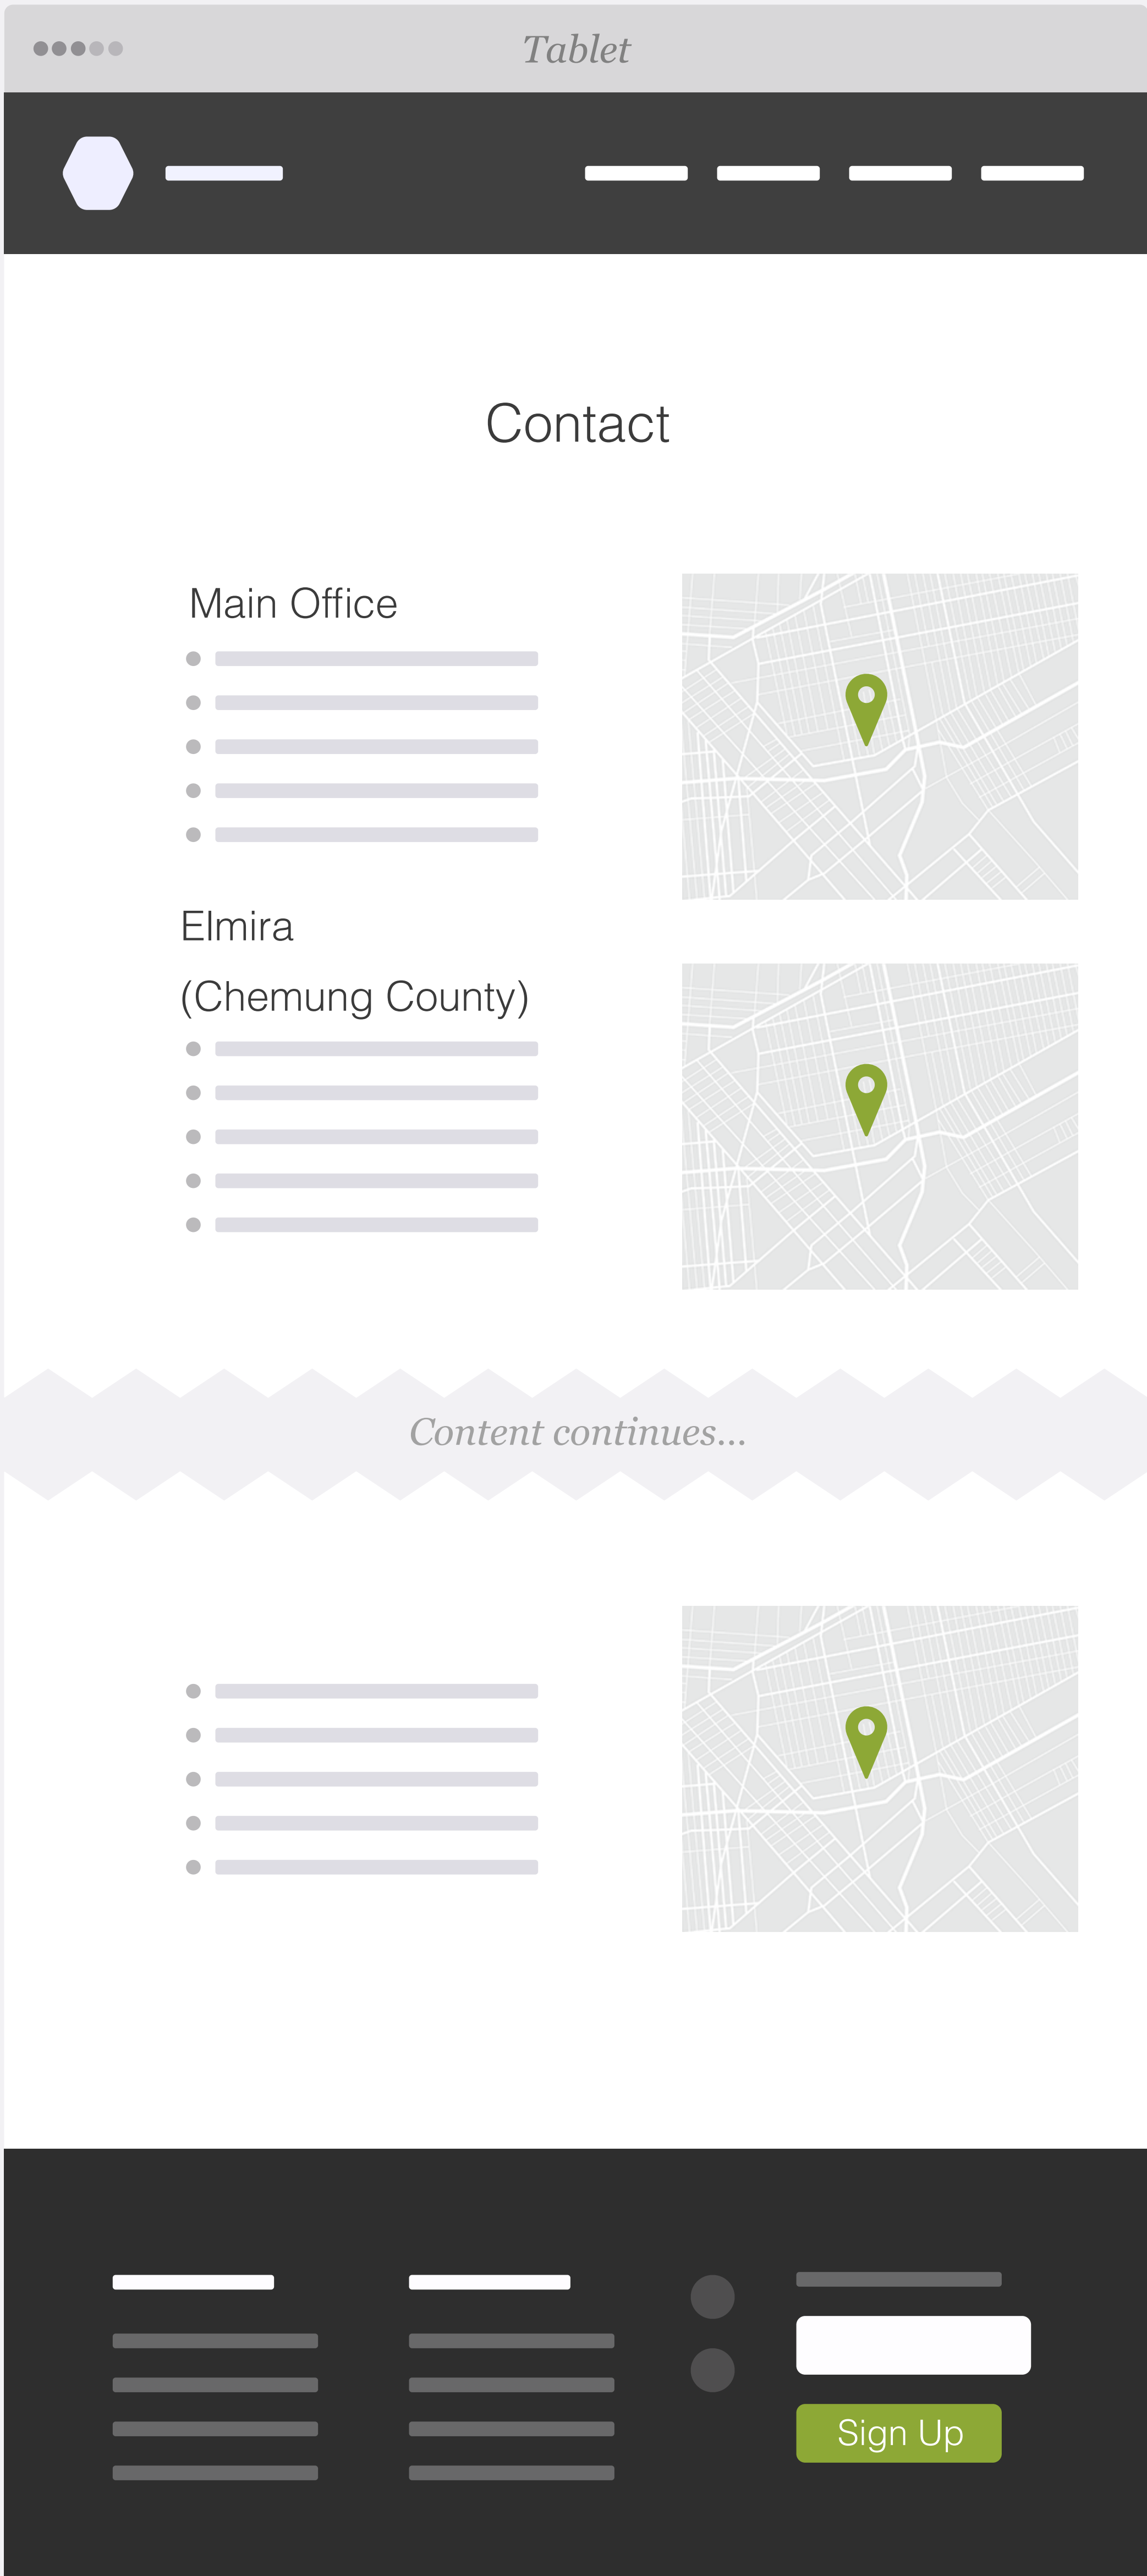 Tablet
Contact
Main Office
Elmira
(Chemung County)
Content continues...
Sign Up